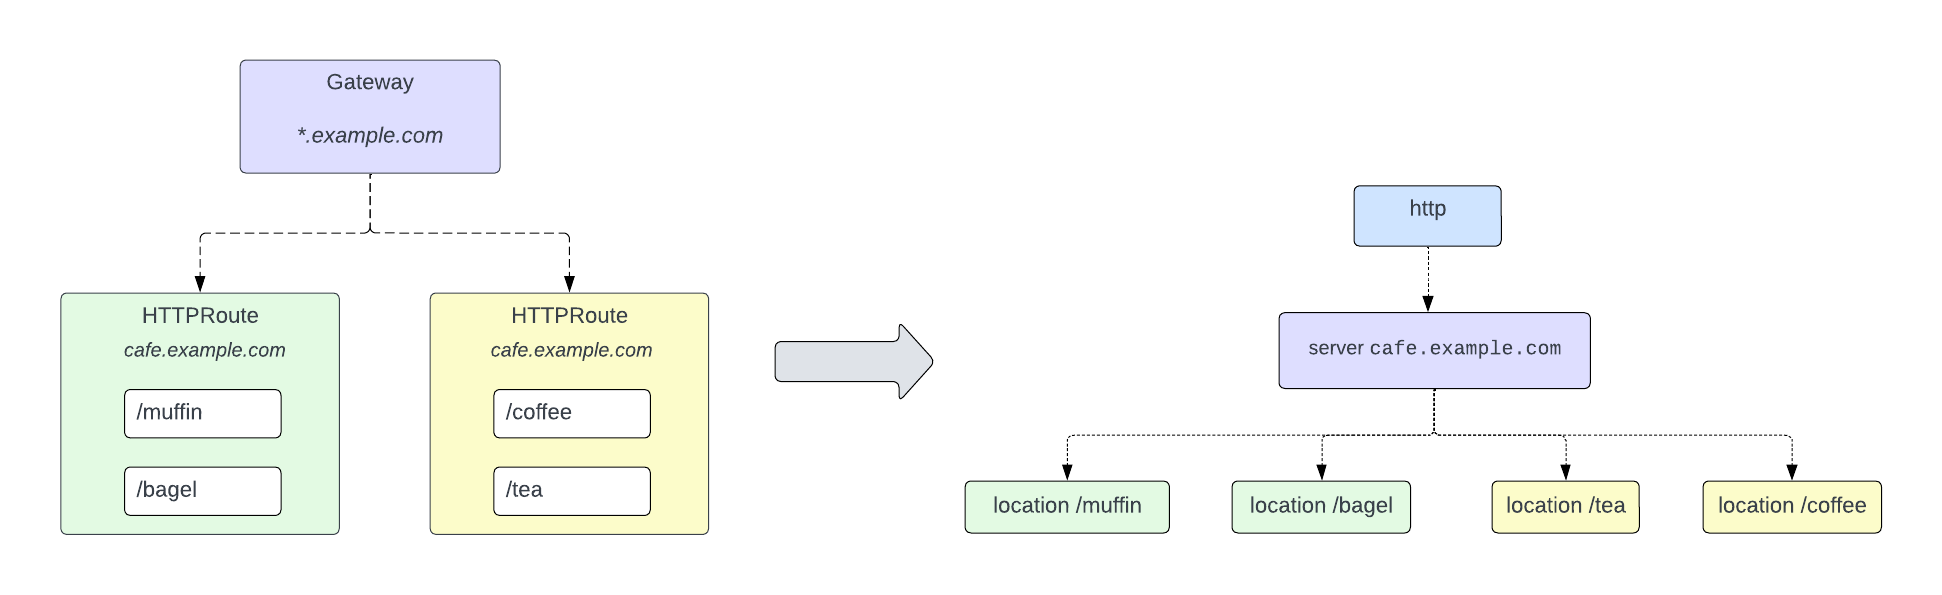 Gateway
*.example.com
HTTPRoute
cafe.example.com
/muffin
/bagel
HTTPRoute
cafe.example.com
/coffee
/tea
http
server cafe.example.com
location /muffin
location /bagel
location /tea
location /coffee